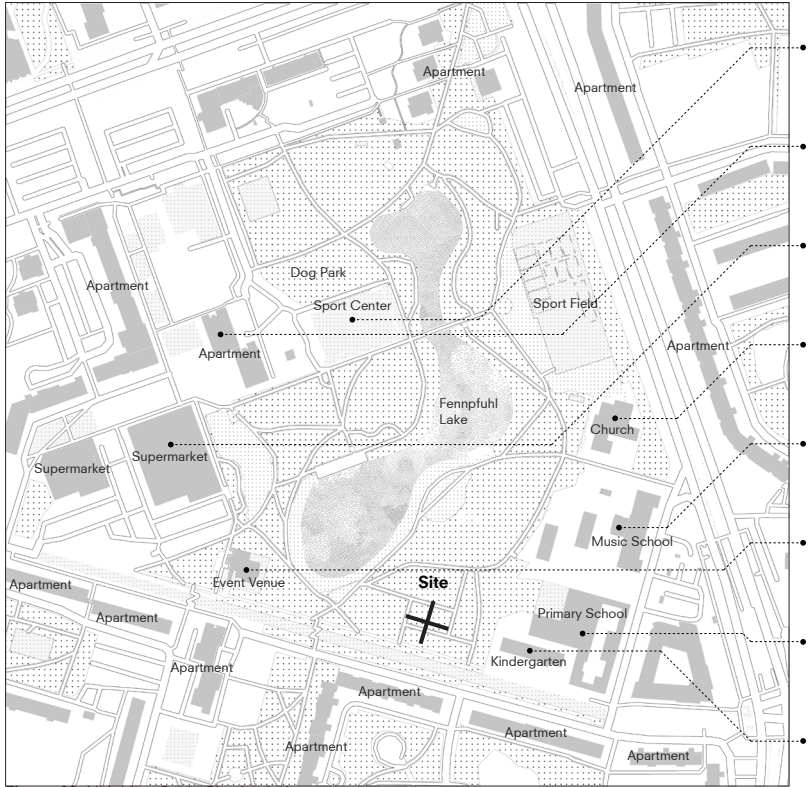 Apartment
Apartment
Dog Park
Apartment
Sport Center
Sport Field
Apartment
Apartment
Fennpfuhl
Lake
Church
Supermarket
Supermarket
Music School
Event Venue
Site
Apartment
Primary School
Apartment
Kindergarten
Apartment
Apartment
Apartment
Apartment
Apartment